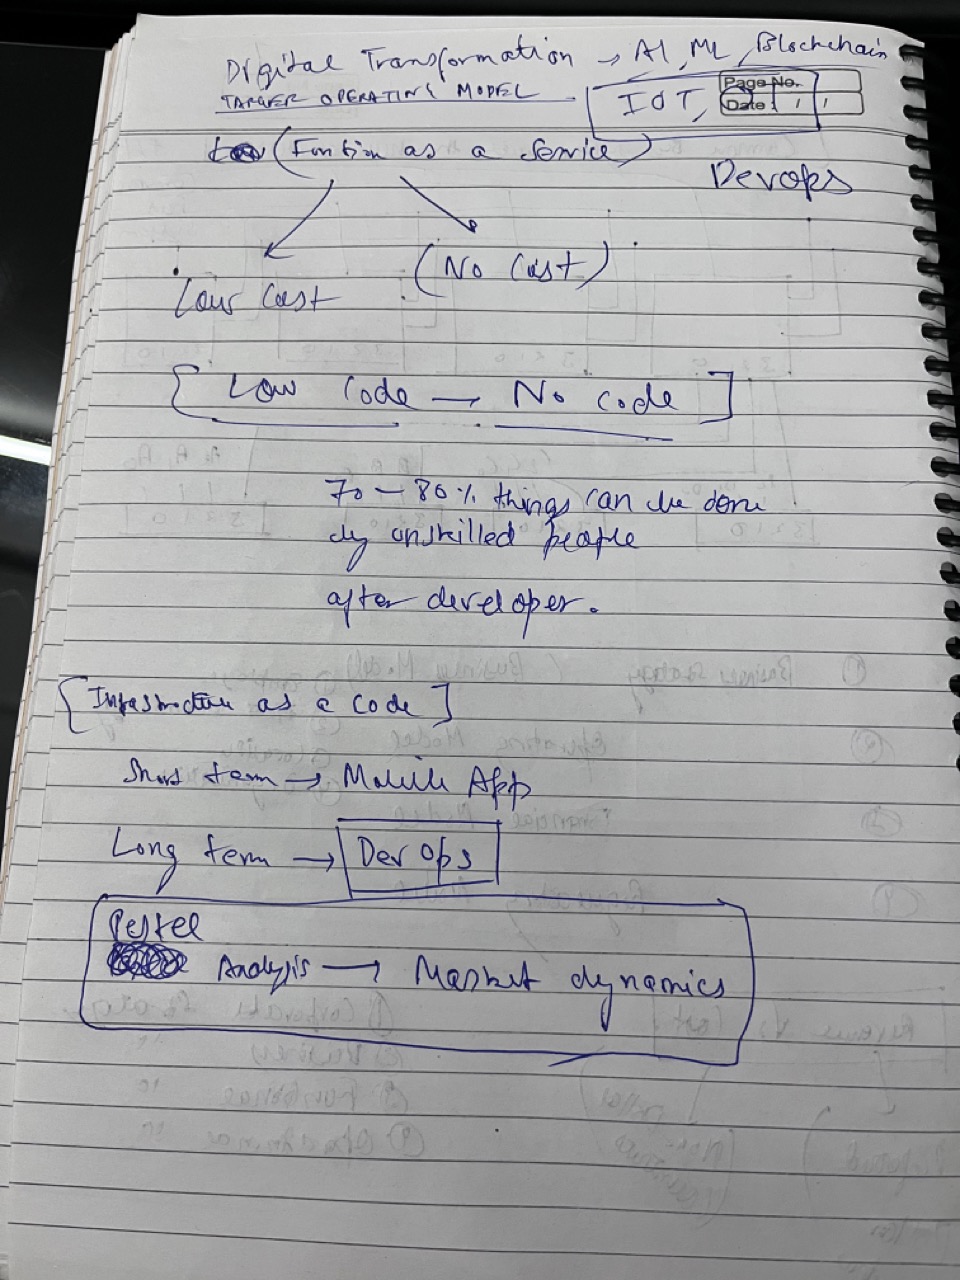 Digital Transformation → AI, ML, Blockchain
TARGER OPERATING MODEL
IOT,
Page No.
Date : / /
(Funtion as a Service)
Devops
Low Cost
(No Cost)
[Low Code → No code]
70 - 80% things can be done
by unskilled people
after developer.
[Infrastructure as a code]
Short term → Mobile App
Long term → Dev Ops
Pestel
Analysis → Market dynamics